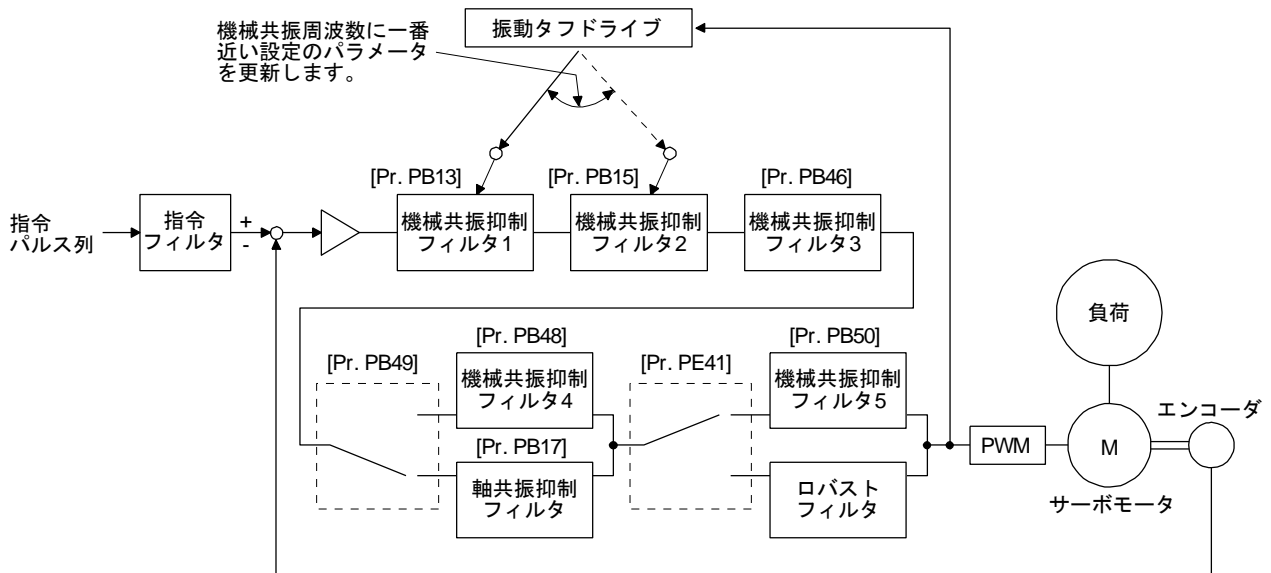 機械共振周波数に一番
近い設定のパラメータ
を更新します。
振動タフドライブ
[Pr. PB13]
[Pr. PB15]
[Pr. PB46]
指令
パルス列
指令
フィルタ
+
-
機械共振抑制
フィルタ1
機械共振抑制
フィルタ2
機械共振抑制
フィルタ3
負荷
[Pr. PB49]
[Pr. PB48]
機械共振抑制
フィルタ4
[Pr. PE41]
[Pr. PB50]
機械共振抑制
フィルタ5
[Pr. PB17]
軸共振抑制
フィルタ
ロバスト
フィルタ
PWM
M
エンコーダ
サーボモータ